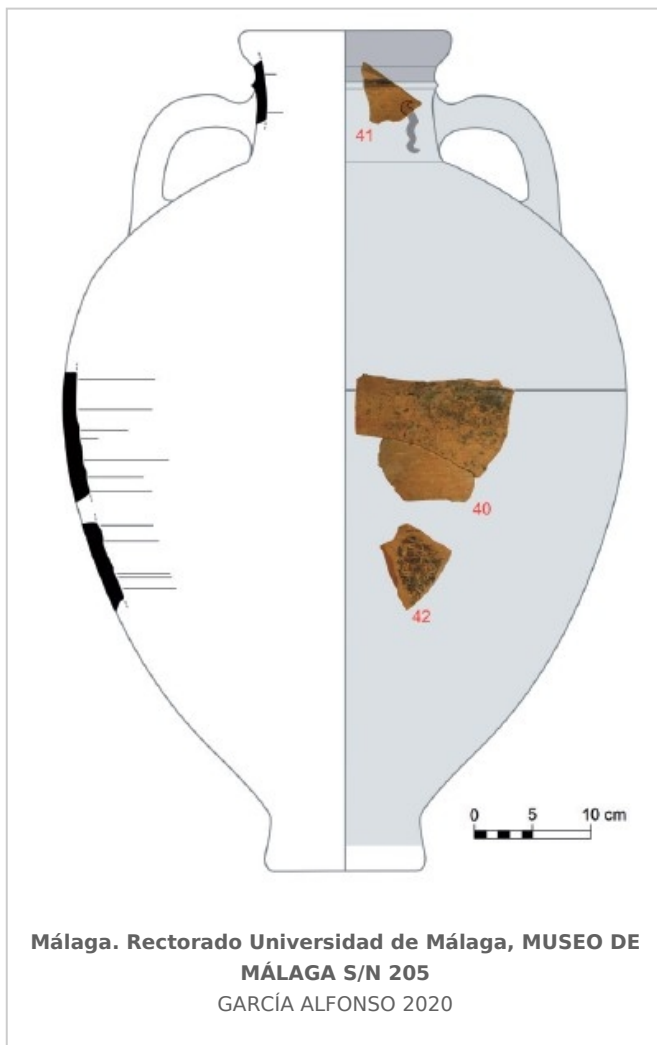 41
40
42
0 5 10 cm
Málaga. Rectorado Universidad de Málaga, MUSEO DE
MÁLAGA S/N 205
GARCÍA ALFONSO 2020